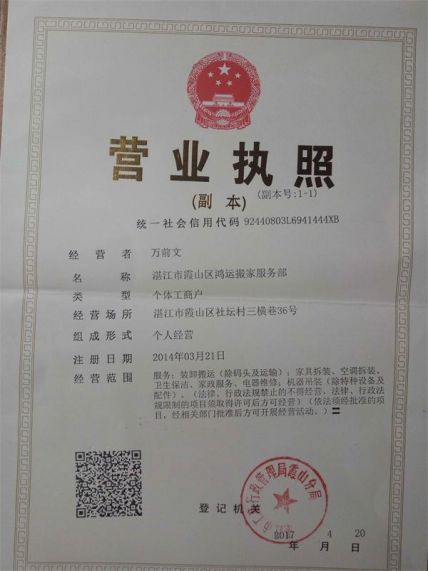 营业执照
(副本)
(副本号:1-1)
统一社会信用代码 92440803L6941444XB
经营者 万前文
名称 湛江市霞山区鸿运搬家服务部
类型 个体工商户
经营场所 湛江市霞山区社坛村三横巷36号
组成形式 个人经营
注册日期 2014年03月21日
经营范围 服务:装卸搬运(除码头及运输);家具拆装、空调拆装、
卫生保洁、家政服务、电器维修;机器吊装(除特种设备及
配件)。(法律、行政法规禁止的不得经营、法律、行政法
规限制的项目须取得许可后方可经营)(依法须经批准的项
目,经相关部门批准后方可开展经营活动。)
行政管理局霞山分局
登记机关
2017 4 20
年 月 日